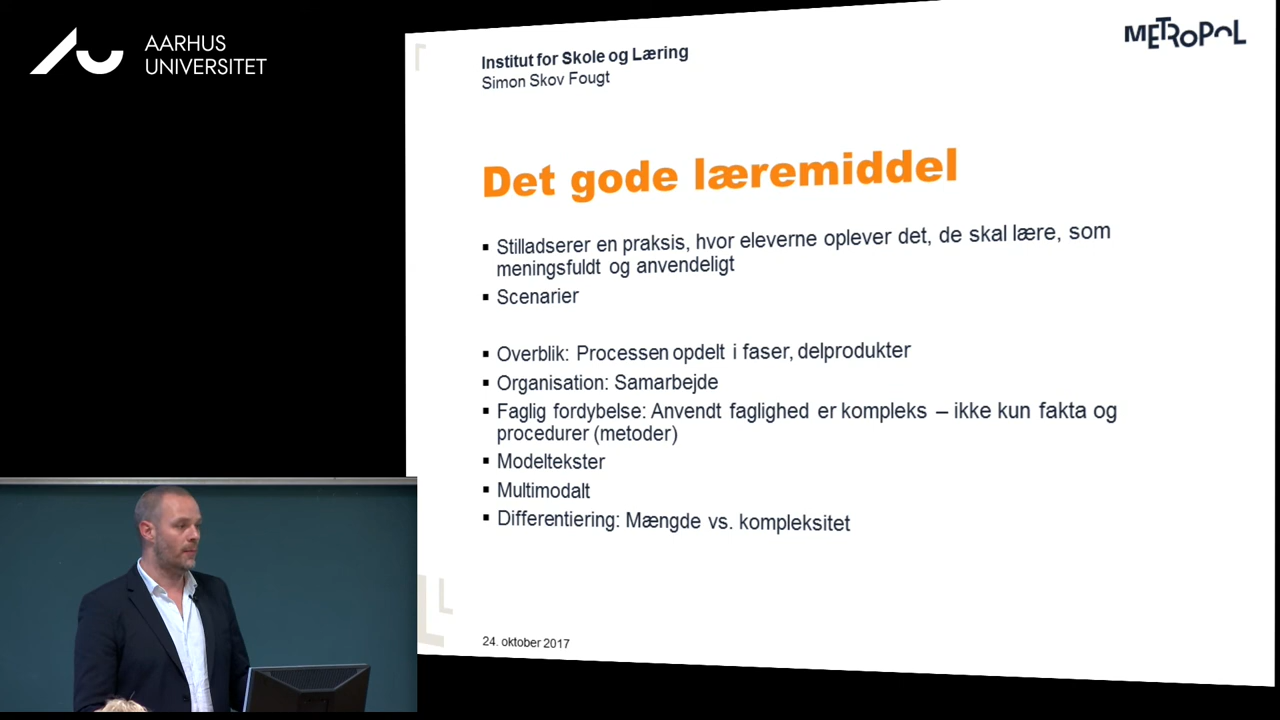 AARHUS
UNIVERSITET
METROPOL
Institut for Skole og Læring
Simon Skov Fougt
Det gode læremiddel
▪ Stilladserer en praksis, hvor eleverne oplever det, de skal lære, som
meningsfuldt og anvendeligt
▪ Scenarier
▪ Overblik: Processen opdelt i faser, delprodukter
▪ Organisation: Samarbejde
▪ Faglig fordybelse: Anvendt faglighed er kompleks – ikke kun fakta og
procedurer (metoder)
▪ Modeltekster
▪ Multimodalt
▪ Differentiering: Mængde vs. kompleksitet
24. oktober 2017